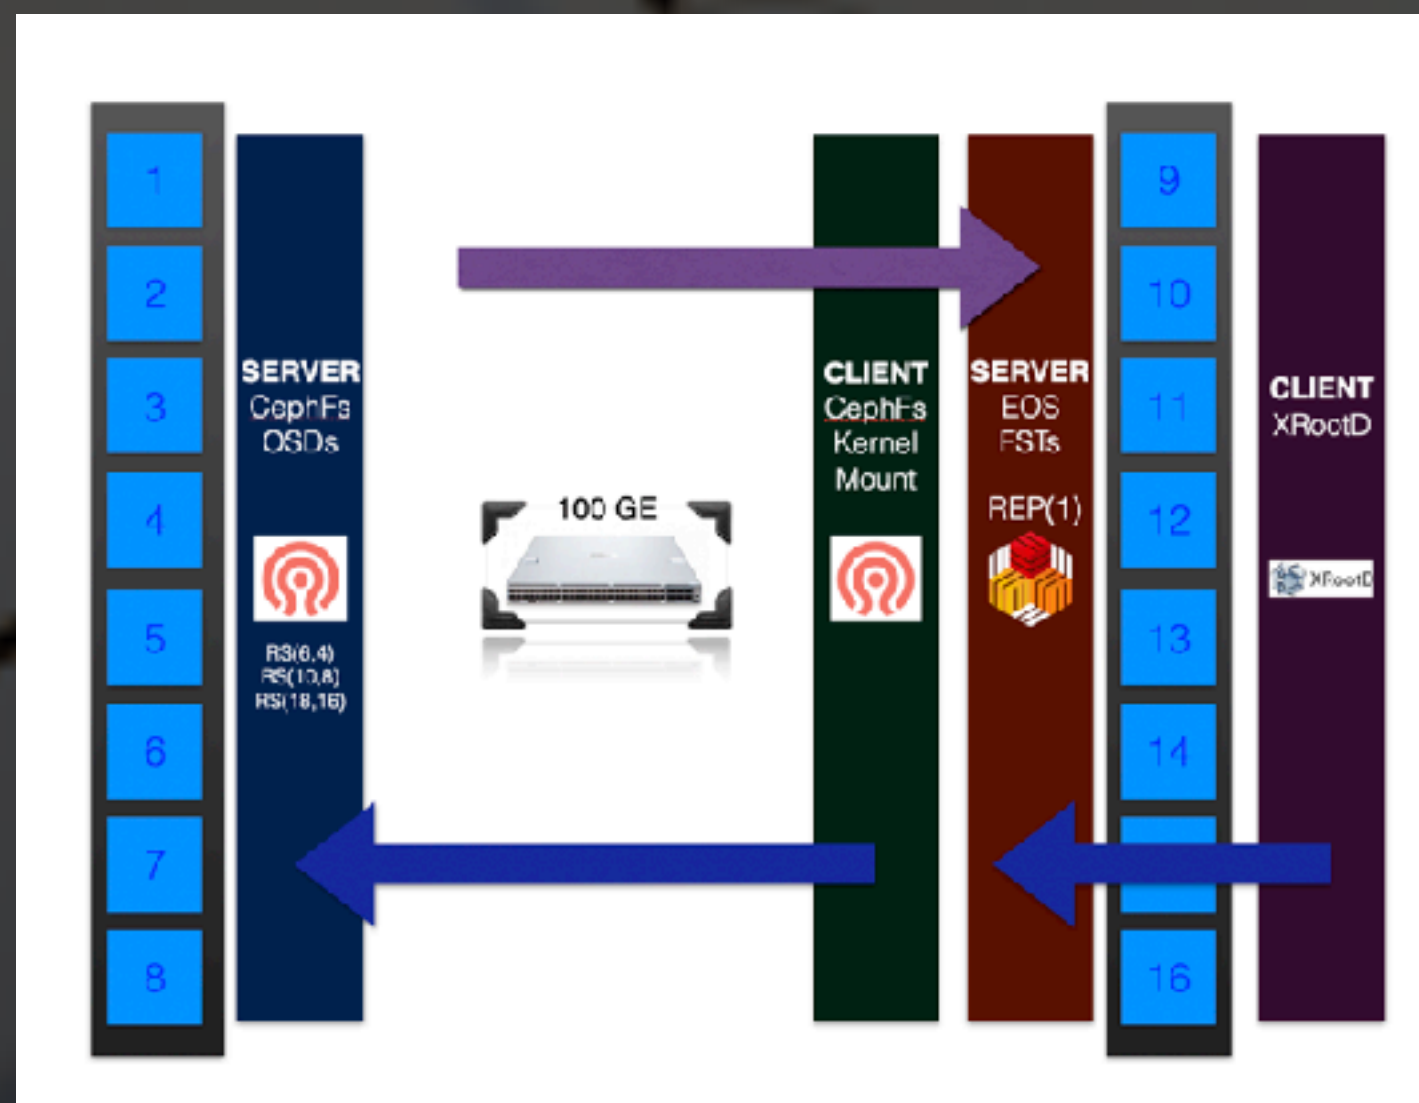 1
2
3
4
5
6
7
8
SERVER
CephFs
OSDs
RS(6,4)
RS(10,8)
RS(18,16)
100 GE
CLIENT
CephFs
Kernel
Mount
SERVER
EOS
FSTs
REP(1)
9
10
11
12
13
14
16
CLIENT
XRootD
XRootD